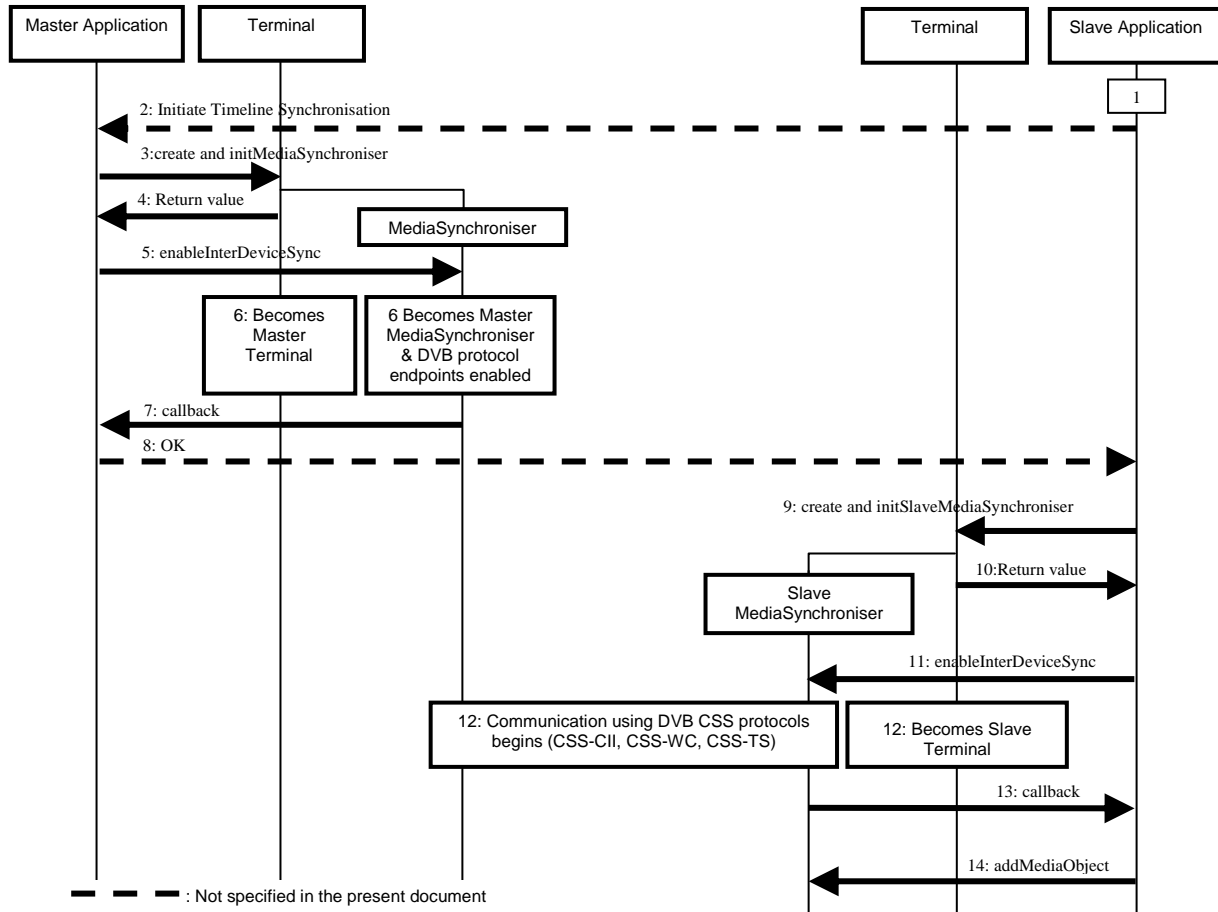 Master Application
Terminal
Terminal
Slave Application
1
2: Initiate Timeline Synchronisation
3:create and initMediaSynchroniser
4: Return value
MediaSynchroniser
5: enableInterDeviceSync
6: Becomes
Master
Terminal
6 Becomes Master
MediaSynchroniser
& DVB protocol
endpoints enabled
7: callback
8: OK
9: create and initSlaveMediaSynchroniser
10:Return value
Slave
MediaSynchroniser
11: enableInterDeviceSync
12: Communication using DVB CSS protocols
begins (CSS-CII, CSS-WC, CSS-TS)
12: Becomes Slave
Terminal
13: callback
14: addMediaObject
: Not specified in the present document